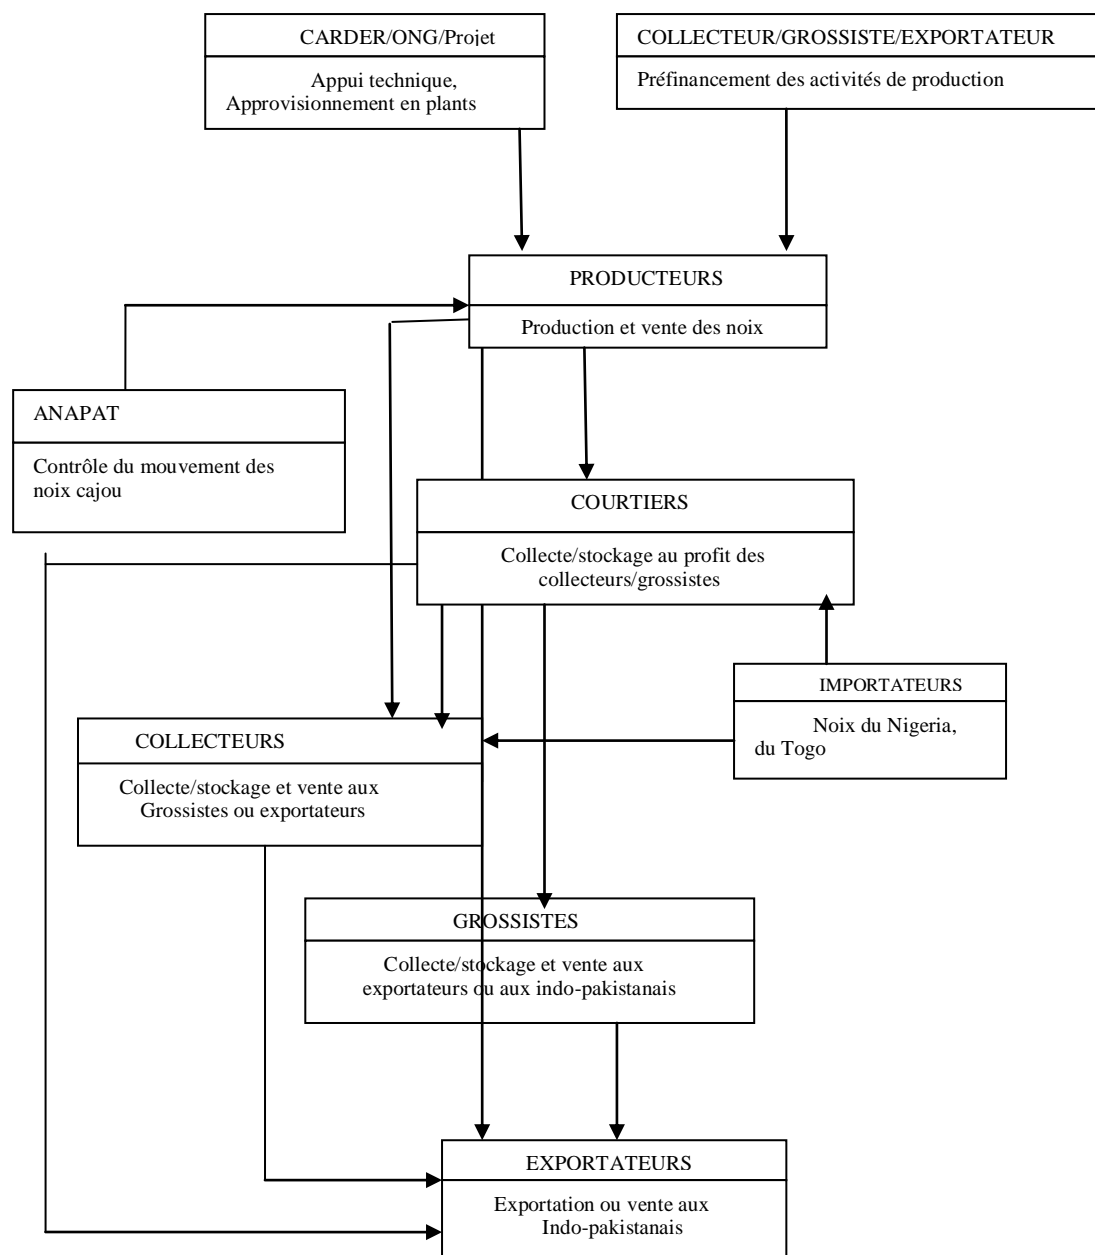 CARDER/ONG/Projet
Appui technique,
Approvisionnement en plants
COLLECTEUR/GROSSISTE/EXPORTATEUR
Préfinancement des activités de production
PRODUCTEURS
Production et vente des noix
ANAPAT
Contrôle du mouvement des
noix cajou
COURTIERS
Collecte/stockage au profit des
collecteurs/grossistes
IMPORTATEURS
Noix du Nigeria,
du Togo
COLLECTEURS
Collecte/stockage et vente aux
Grossistes ou exportateurs
GROSSISTES
Collecte/stockage et vente aux
exportateurs ou aux indo-pakistanais
EXPORTATEURS
Exportation ou vente aux
Indo-pakistanais